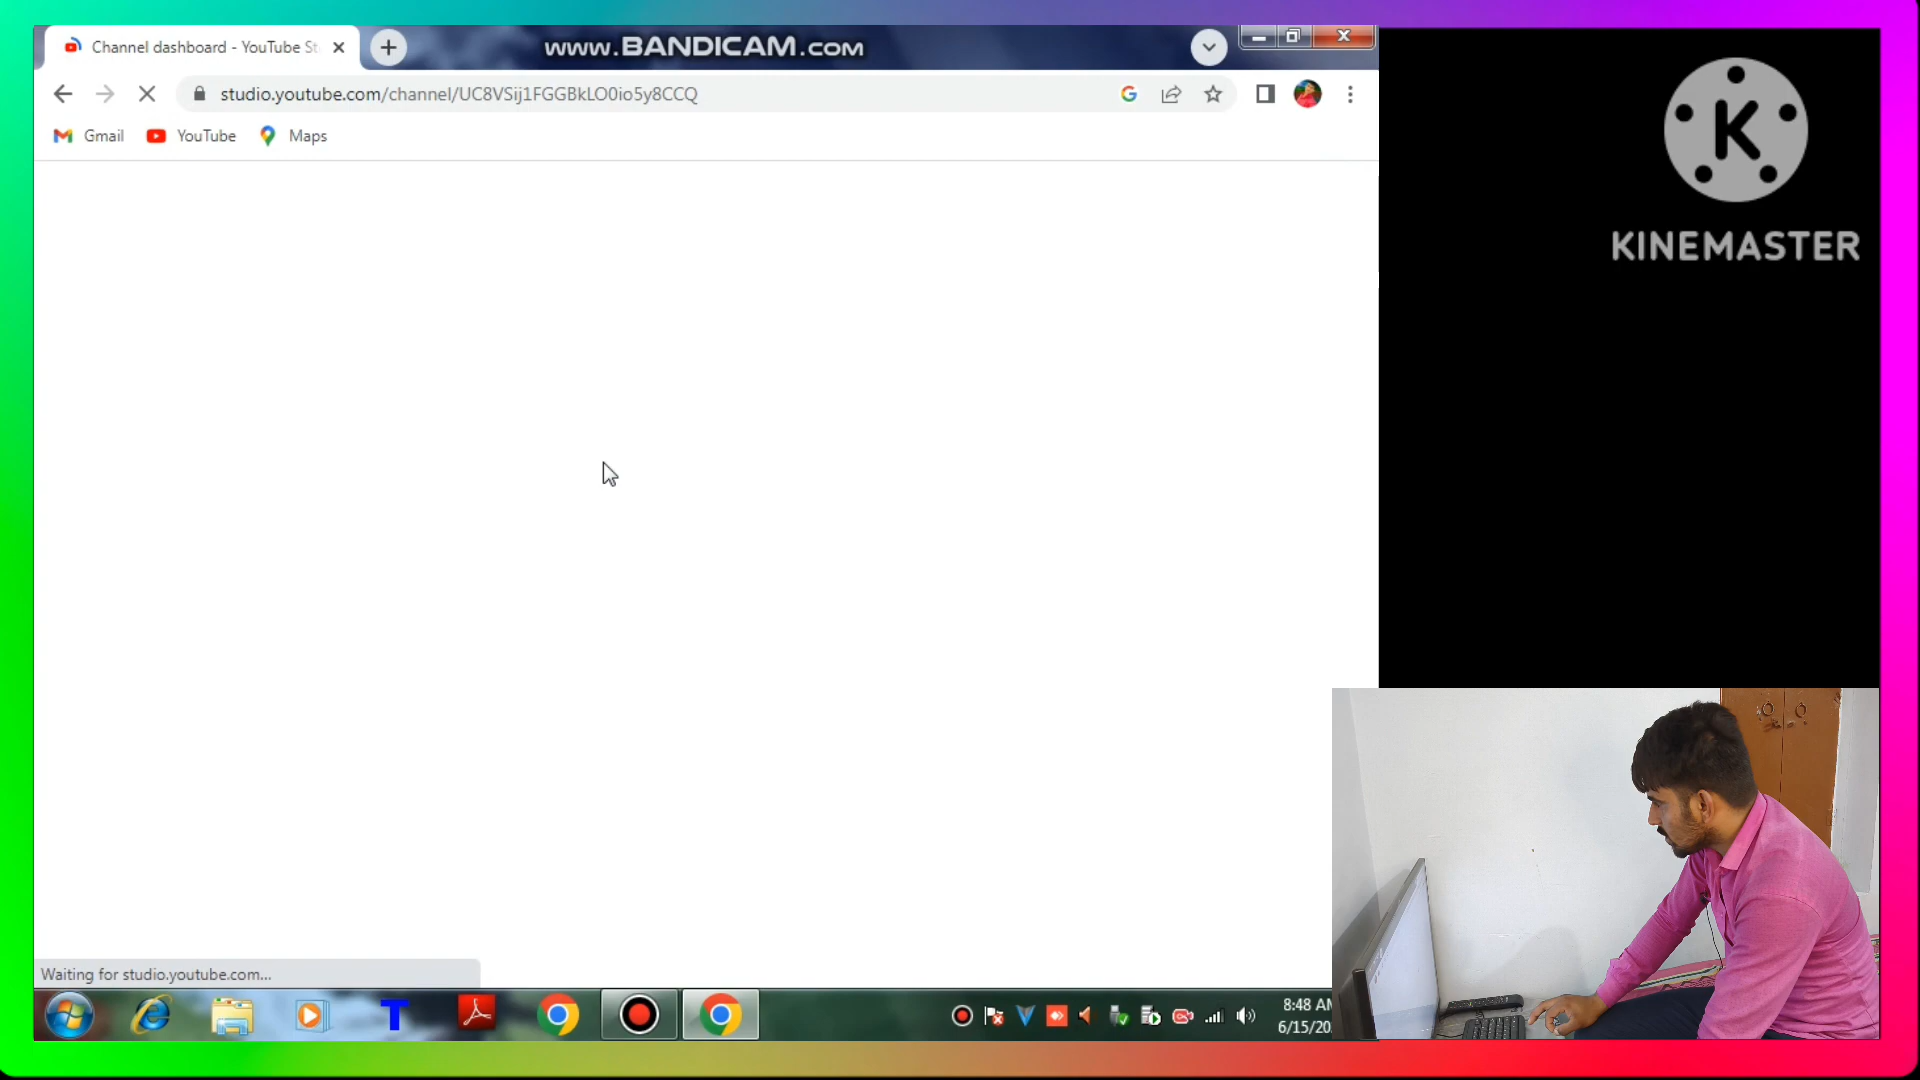 Channel dashboard - YouTube St
www.BANDICAM.com
studio.youtube.com/channel/UC8VSij1FGGBkLO0io5y8CCQ
Gmail
YouTube
Maps
KINEMASTER
Waiting for studio.youtube.com...
8:48 AM
6/15/20